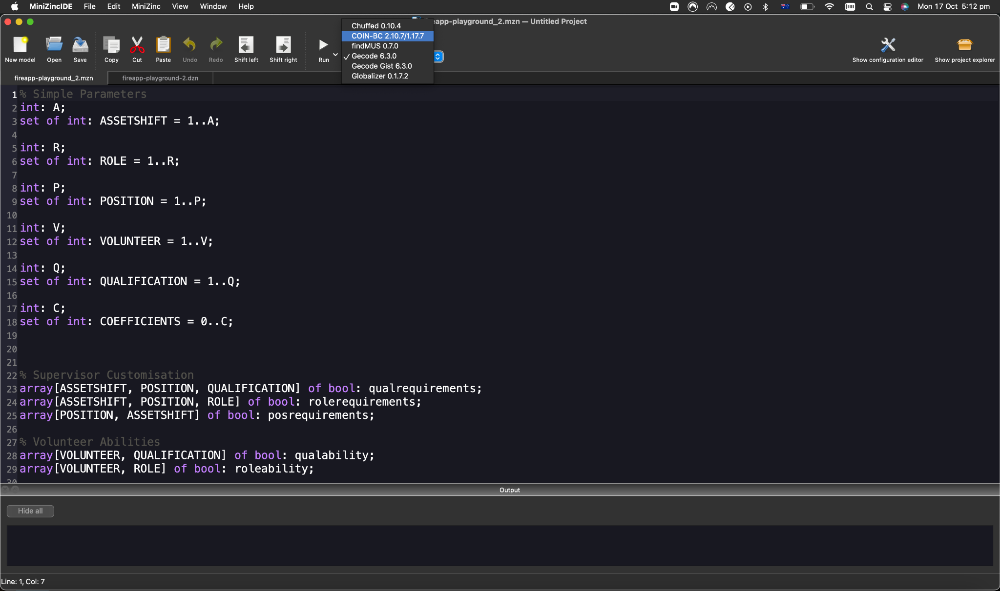 MiniZincIDE File Edit MiniZinc View Window Help Mon 17 Oct 5:12 pm
eapp-playground_2.mzn — Untitled Project
Chuffed 0.10.4
COIN-BC 2.10.7/1.17.7
findMUS 0.7.0
✓ Gecode 6.3.0
Gecode Gist 6.3.0
Globalizer 0.1.7.2
New model Open Save Copy Cut Paste Undo Redo Shift left Shift right Run Show configuration editor Show project explorer
fireapp-playground_2.mzn fireapp-playground-2.dzn
1 % Simple Parameters
2 int: A;
3 set of int: ASSETSHIFT = 1..A;
4
5 int: R;
6 set of int: ROLE = 1..R;
7
8 int: P;
9 set of int: POSITION = 1..P;
10
11 int: V;
12 set of int: VOLUNTEER = 1..V;
13
14 int: Q;
15 set of int: QUALIFICATION = 1..Q;
16
17 int: C;
18 set of int: COEFFICIENTS = 0..C;
19
20
21
22 % Supervisor Customisation
23 array[ASSETSHIFT, POSITION, QUALIFICATION] of bool: qualrequirements;
24 array[ASSETSHIFT, POSITION, ROLE] of bool: rolerequirements;
25 array[POSITION, ASSETSHIFT] of bool: posrequirements;
26
27 % Volunteer Abilities
28 array[VOLUNTEER, QUALIFICATION] of bool: qualability;
29 array[VOLUNTEER, ROLE] of bool: roleability;
30
Output
Hide all
Line: 1, Col: 7